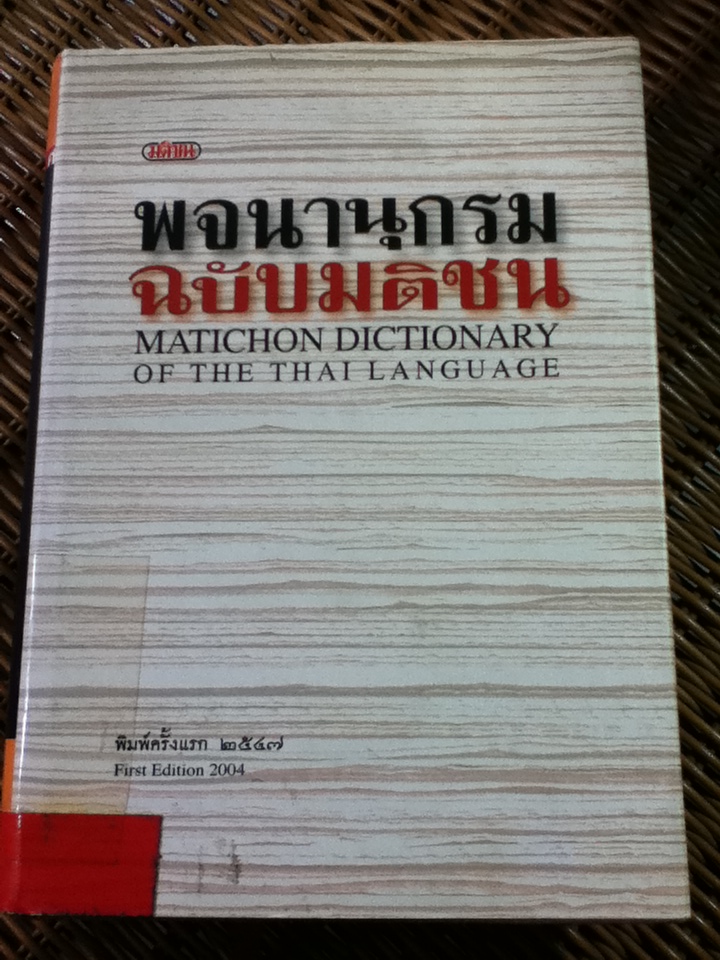 มติชน
พจนานุกรม
ฉบับมติชน
MATICHON DICTIONARY
OF THE THAI LANGUAGE
พิมพ์ครั้งแรก ๒๕๔๗
First Edition 2004